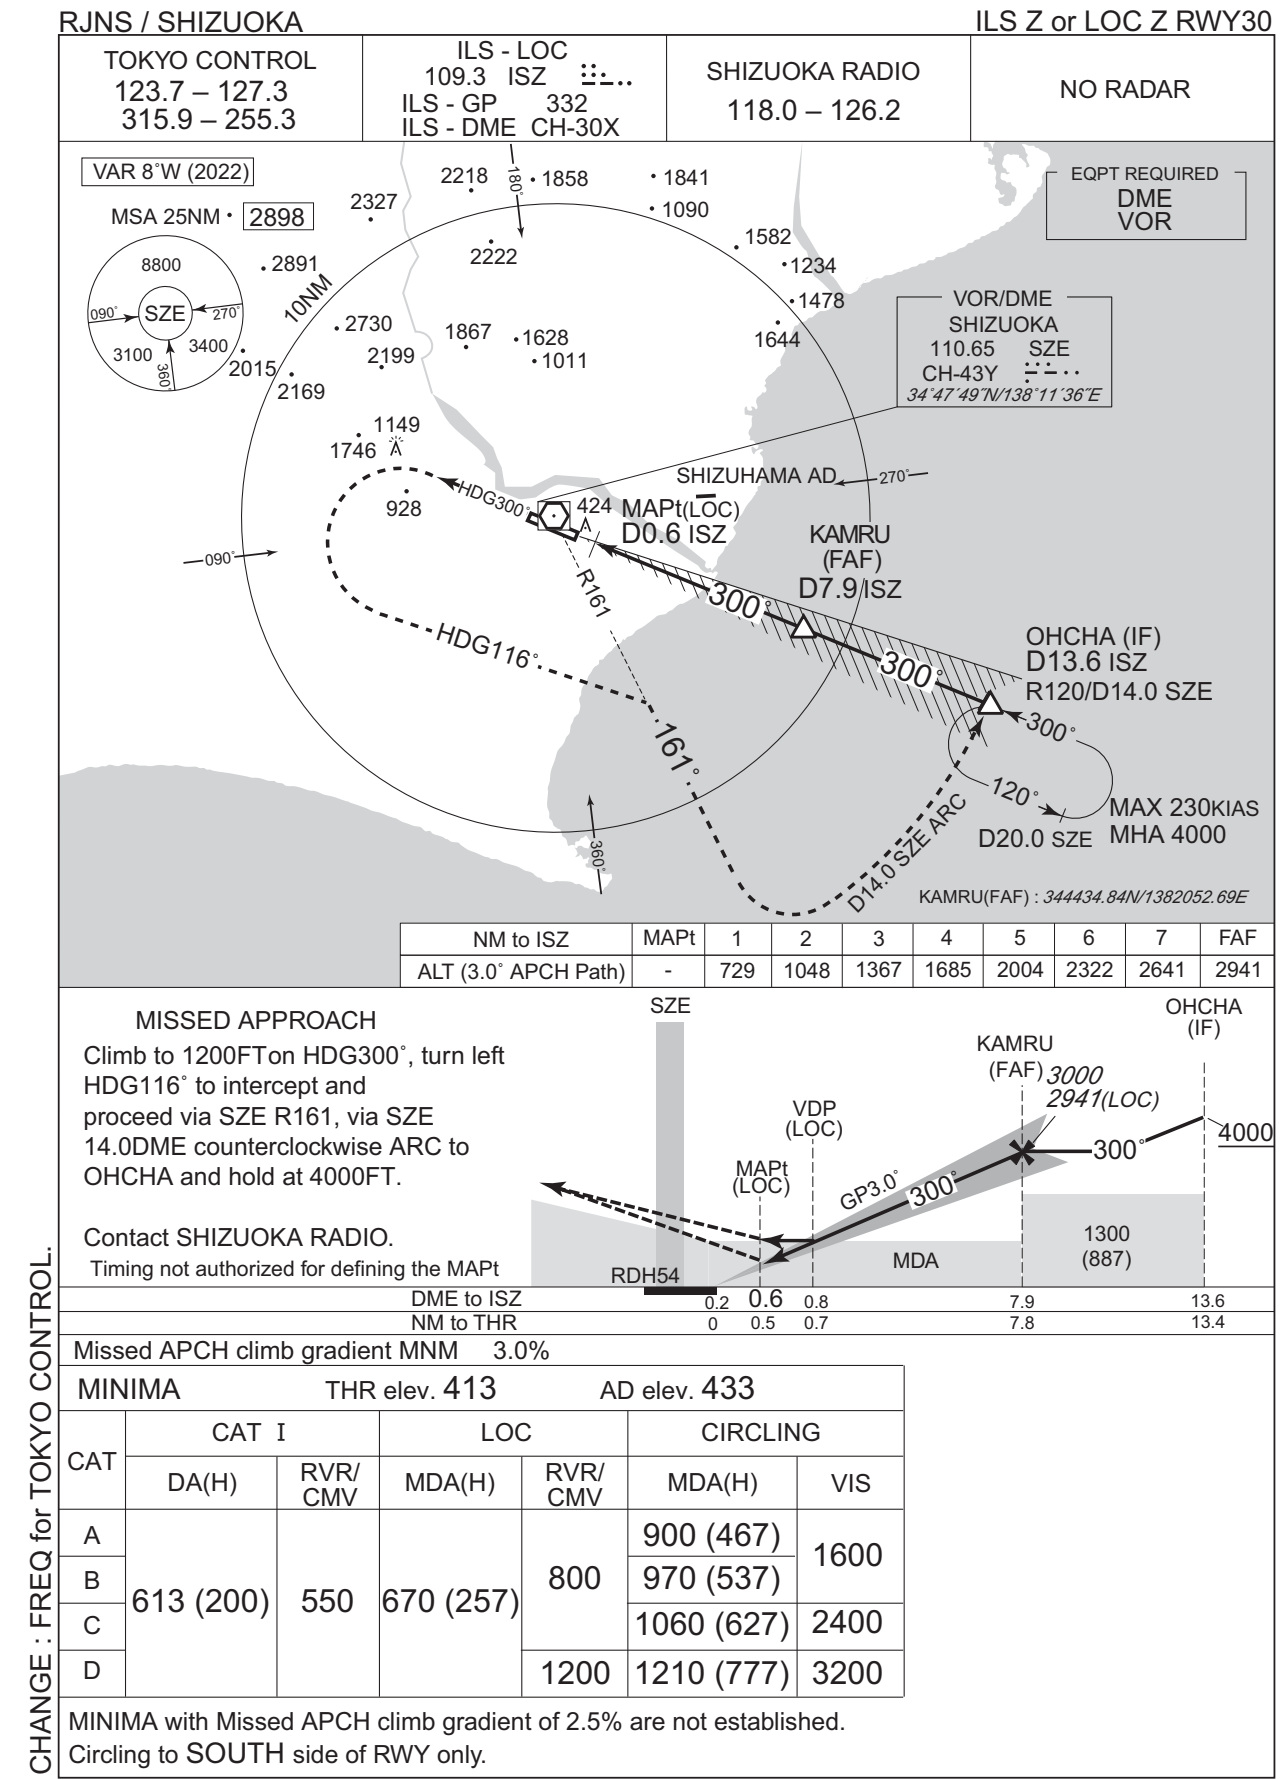 RJNS / SHIZUOKA
ILS Z or LOC Z RWY30
TOKYO CONTROL
123.7 – 127.3
315.9 – 255.3
ILS - LOC
109.3 ISZ
ILS - GP 332
ILS - DME CH-30X
SHIZUOKA RADIO
118.0 – 126.2
NO RADAR
VAR 8˚W (2022)
MSA 25NM
2898
8800
090˚
SZE
270˚
3100
3400
360˚
2015
2891
10NM
2327
2218
180˚
1858
1841
1090
2222
1582
1234
1478
1644
2730
2199
2169
1867
1628
1011
1149
1746
928
EQPT REQUIRED
DME
VOR
VOR/DME
SHIZUOKA
110.65 SZE
CH-43Y
34˚47´49˝N/138˚11´36˝E
SHIZUHAMA AD
270˚
HDG300˚
424
MAPt(LOC)
D0.6 ISZ
KAMRU
(FAF)
D7.9 ISZ
090˚
R161
300˚
300˚
OHCHA (IF)
D13.6 ISZ
R120/D14.0 SZE
300˚
HDG116˚
161˚
120˚
MAX 230KIAS
MHA 4000
D20.0 SZE
D14.0 SZE ARC
360˚
KAMRU(FAF) : 344434.84N/1382052.69E
NM to ISZ MAPt 1 2 3 4 5 6 7 FAF
ALT (3.0˚ APCH Path) - 729 1048 1367 1685 2004 2322 2641 2941
MISSED APPROACH
Climb to 1200FTon HDG300˚, turn left
HDG116˚ to intercept and
proceed via SZE R161, via SZE
14.0DME counterclockwise ARC to
OHCHA and hold at 4000FT.
Contact SHIZUOKA RADIO.
Timing not authorized for defining the MAPt
SZE
OHCHA
(IF)
KAMRU
(FAF)
3000
2941(LOC)
VDP
(LOC)
4000
300˚
MAPt
(LOC)
GP3.0˚
300˚
1300
(887)
MDA
RDH54
DME to ISZ 0.2 0.6 0.8 7.9 13.6
NM to THR 0 0.5 0.7 7.8 13.4
Missed APCH climb gradient MNM 3.0%
MINIMA THR elev. 413 AD elev. 433
CAT
CAT I
LOC
CIRCLING
DA(H)
RVR/
CMV
MDA(H)
RVR/
CMV
MDA(H)
VIS
A
B
C
D
613 (200)
550
670 (257)
800
1200
900 (467)
970 (537)
1060 (627)
1210 (777)
1600
2400
3200
MINIMA with Missed APCH climb gradient of 2.5% are not established.
Circling to SOUTH side of RWY only.
CHANGE : FREQ for TOKYO CONTROL.